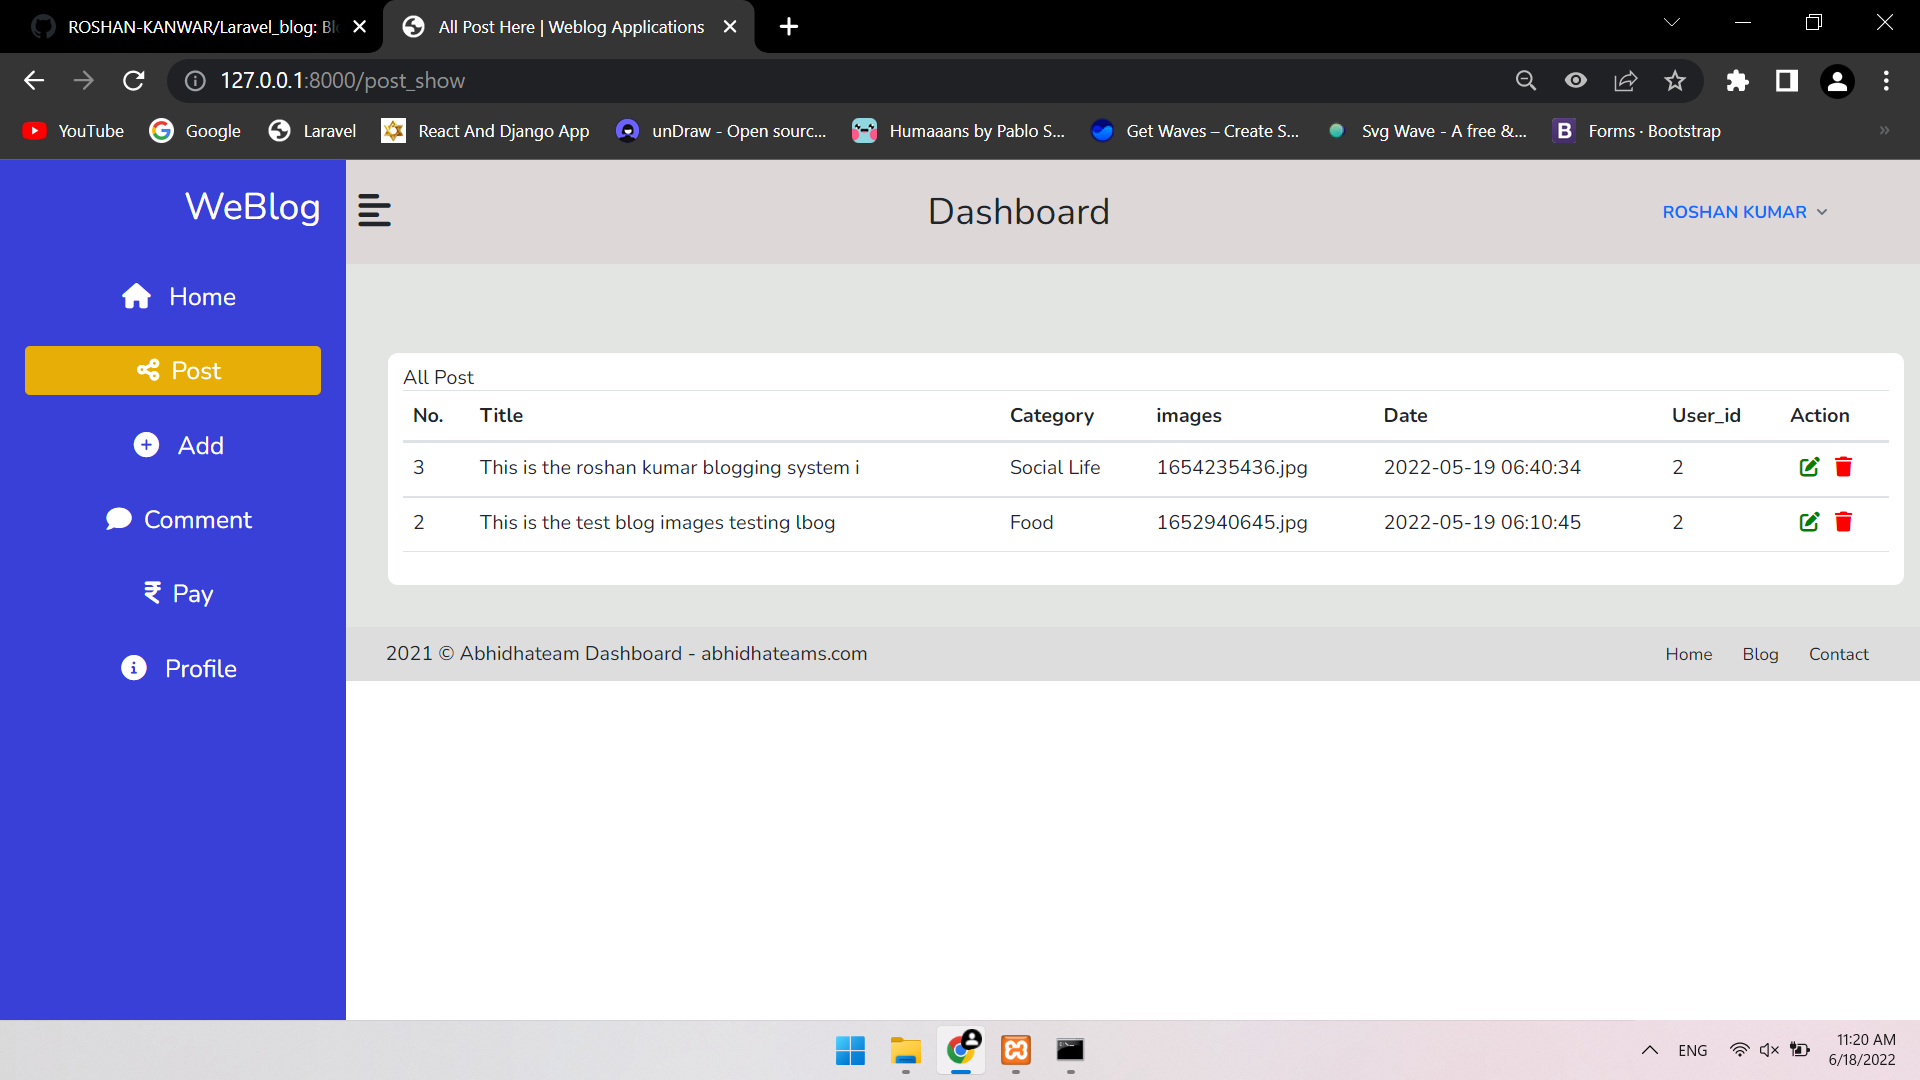 ROSHAN-KANWAR/Laravel_blog: Bl
All Post Here | Weblog Applications
127.0.0.1:8000/post_show
YouTube
Google
Laravel
React And Django App
unDraw - Open sourc...
Humaaans by Pablo S...
Get Waves – Create S...
Svg Wave - A free &...
B
Forms · Bootstrap
WeBlog
Dashboard
ROSHAN KUMAR
Home
Post
Add
Comment
Pay
Profile
All Post
No. Title Category images Date User_id Action
3 This is the roshan kumar blogging system i Social Life 1654235436.jpg 2022-05-19 06:40:34 2
2 This is the test blog images testing lbog Food 1652940645.jpg 2022-05-19 06:10:45 2
2021 © Abhidhateam Dashboard - abhidhateams.com
Home Blog Contact
ENG
11:20 AM
6/18/2022